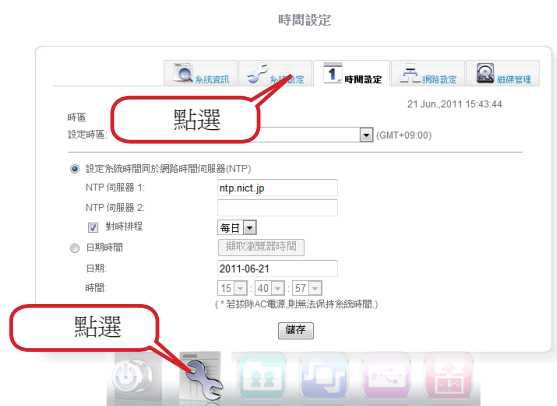 時間設定
系統資訊 系統設定 1. 時間設定 網路設定 磁碟管理
21 Jun.,2011 15:43:44
時區
點選
設定時區: (GMT+09:00)
設定系統時間同於網路時間伺服器(NTP)
NTP 伺服器 1: ntp.nict.jp
NTP 伺服器 2:
對時排程 每日
日期時間 擷取瀏覽器時間
日期: 2011-06-21
時間: 15 : 40 : 57
( * 若拔除AC電源,則無法保持系統時間.)
點選
儲存